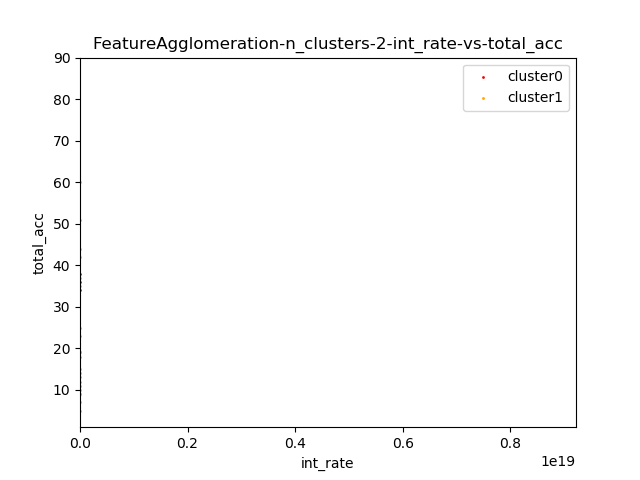 FeatureAgglomeration-n_clusters-2-int_rate-vs-total_acc
90
80
70
60
50
40
30
20
10
total_acc
cluster0
cluster1
0.0 0.2 0.4 0.6 0.8
1e19
int_rate